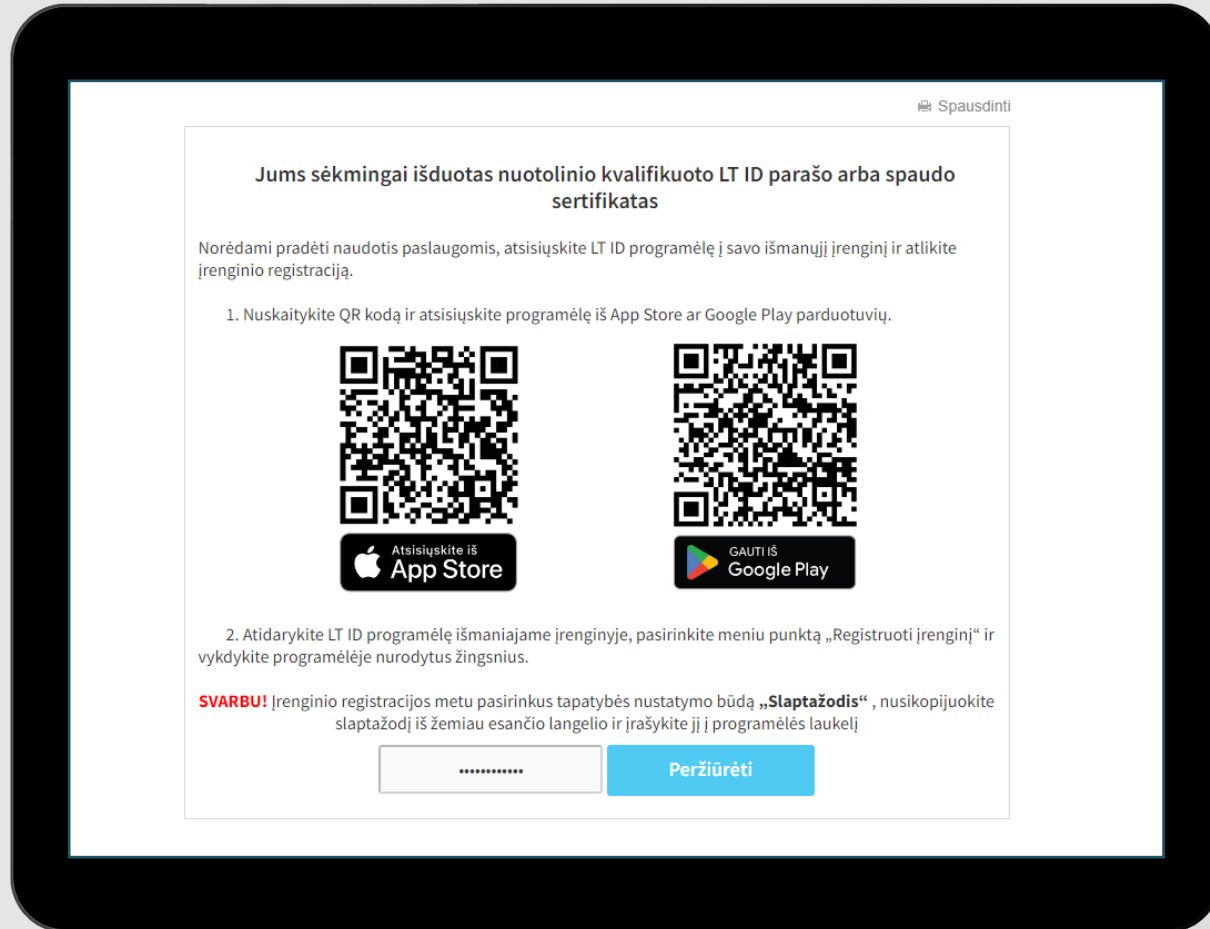 Spausdinti
Jums sėkmingai išduotas nuotolinio kvalifikuoto LT ID parašo arba spaudo
sertifikatas
Norėdami pradėti naudotis paslaugomis, atsisiųskite LT ID programėlę į savo išmanųjį įrenginį ir atlikite
įrenginio registraciją.
1. Nuskaitykite QR kodą ir atsisiųskite programėlę iš App Store ar Google Play parduotuvių.
Atsisiųskite iš
App Store
GAUTI IŠ
Google Play
2. Atidarykite LT ID programėlę išmaniajame įrenginyje, pasirinkite meniu punktą „Registruoti įrenginį“ ir
vykdykite programėlėje nurodytus žingsnius.
SVARBU! Įrenginio registracijos metu pasirinkus tapatybės nustatymo būdą „Slaptažodis“ , nusikopijuokite
slaptažodį iš žemiau esančio langelio ir įrašykite jį į programėlės laukelį
••••••••••••
Peržiūrėti